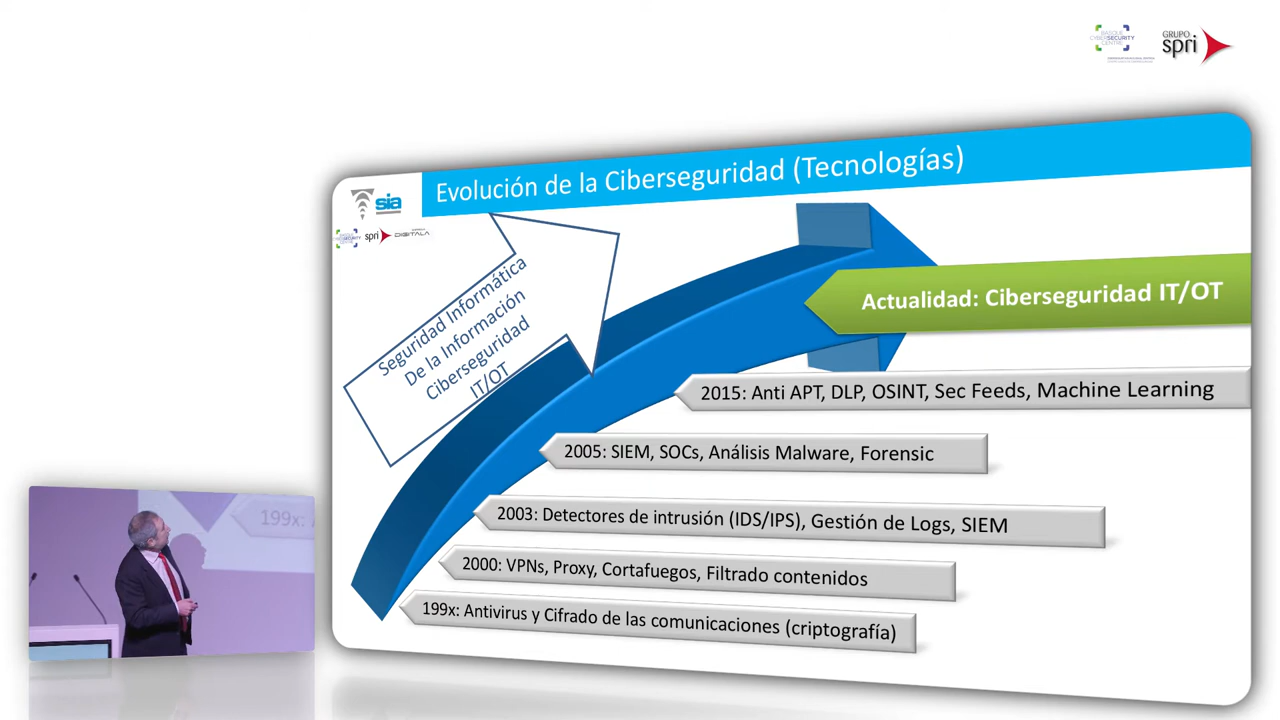 BASQUE
CYBERSECURITY
CENTRE
GRUPO
spri
Evolución de la Ciberseguridad (Tecnologías)
sia
spri
DIGITALA
Seguridad Informática
De la Información
Ciberseguridad
IT/OT
Actualidad: Ciberseguridad IT/OT
2015: Anti APT, DLP, OSINT, Sec Feeds, Machine Learning
2005: SIEM, SOCs, Análisis Malware, Forensic
2003: Detectores de intrusión (IDS/IPS), Gestión de Logs, SIEM
2000: VPNs, Proxy, Cortafuegos, Filtrado contenidos
199x: Antivirus y Cifrado de las comunicaciones (criptografía)
199x: